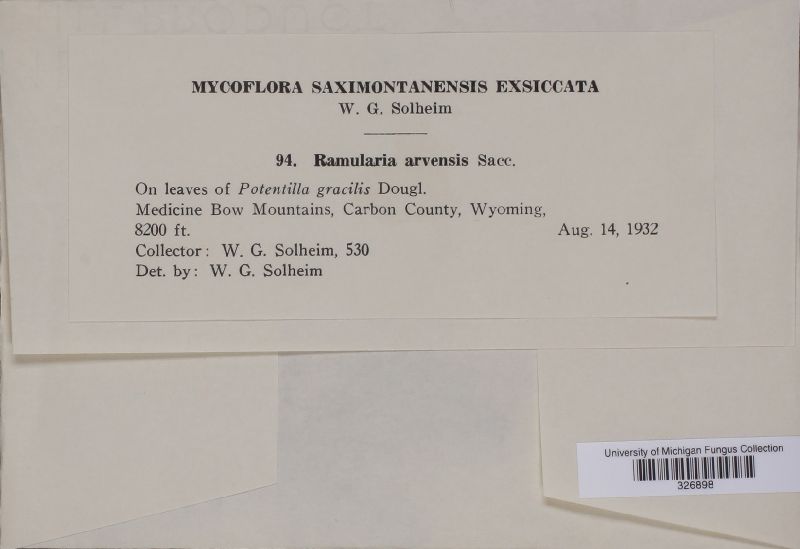 MYCOFLORA SAXIMONTANENSIS EXSICCATA
W. G. Solheim
94. Ramularia arvensis Sacc.
On leaves of Potentilla gracilis Dougl.
Medicine Bow Mountains, Carbon County, Wyoming,
8200 ft. Aug. 14, 1932
Collector: W. G. Solheim, 530
Det. by: W. G. Solheim
University of Michigan Fungus Collection
326898